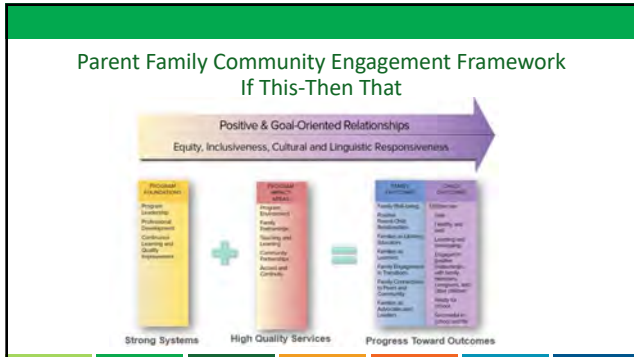 Parent Family Community Engagement Framework
If This-Then That
Positive & Goal-Oriented Relationships
Equity, Inclusiveness, Cultural and Linguistic Responsiveness
PROGRAM
FOUNDATIONS
Program
Leadership
Professional
Development
Continuous
Learning and
Quality
Improvement
PROGRAM
IMPACT
AREAS
Program
Environment
Family
Partnerships
Teaching and
Learning
Community
Partnerships
Access and
Continuity
FAMILY
OUTCOMES
Family Well-being
Positive
Parent-Child
Relationships
Families as Lifelong
Educators
Families as
Learners
Family Engagement
in Transitions
Family Connections
to Peers and
Community
Families as
Advocates and
Leaders
CHILD
OUTCOMES
Children are:
Safe
Healthy and
well
Learning and
developing
Engaged in
positive
relationships
with family
members,
caregivers, and
other children
Ready for
school
Successful in
school and life
Strong Systems
High Quality Services
Progress Toward Outcomes